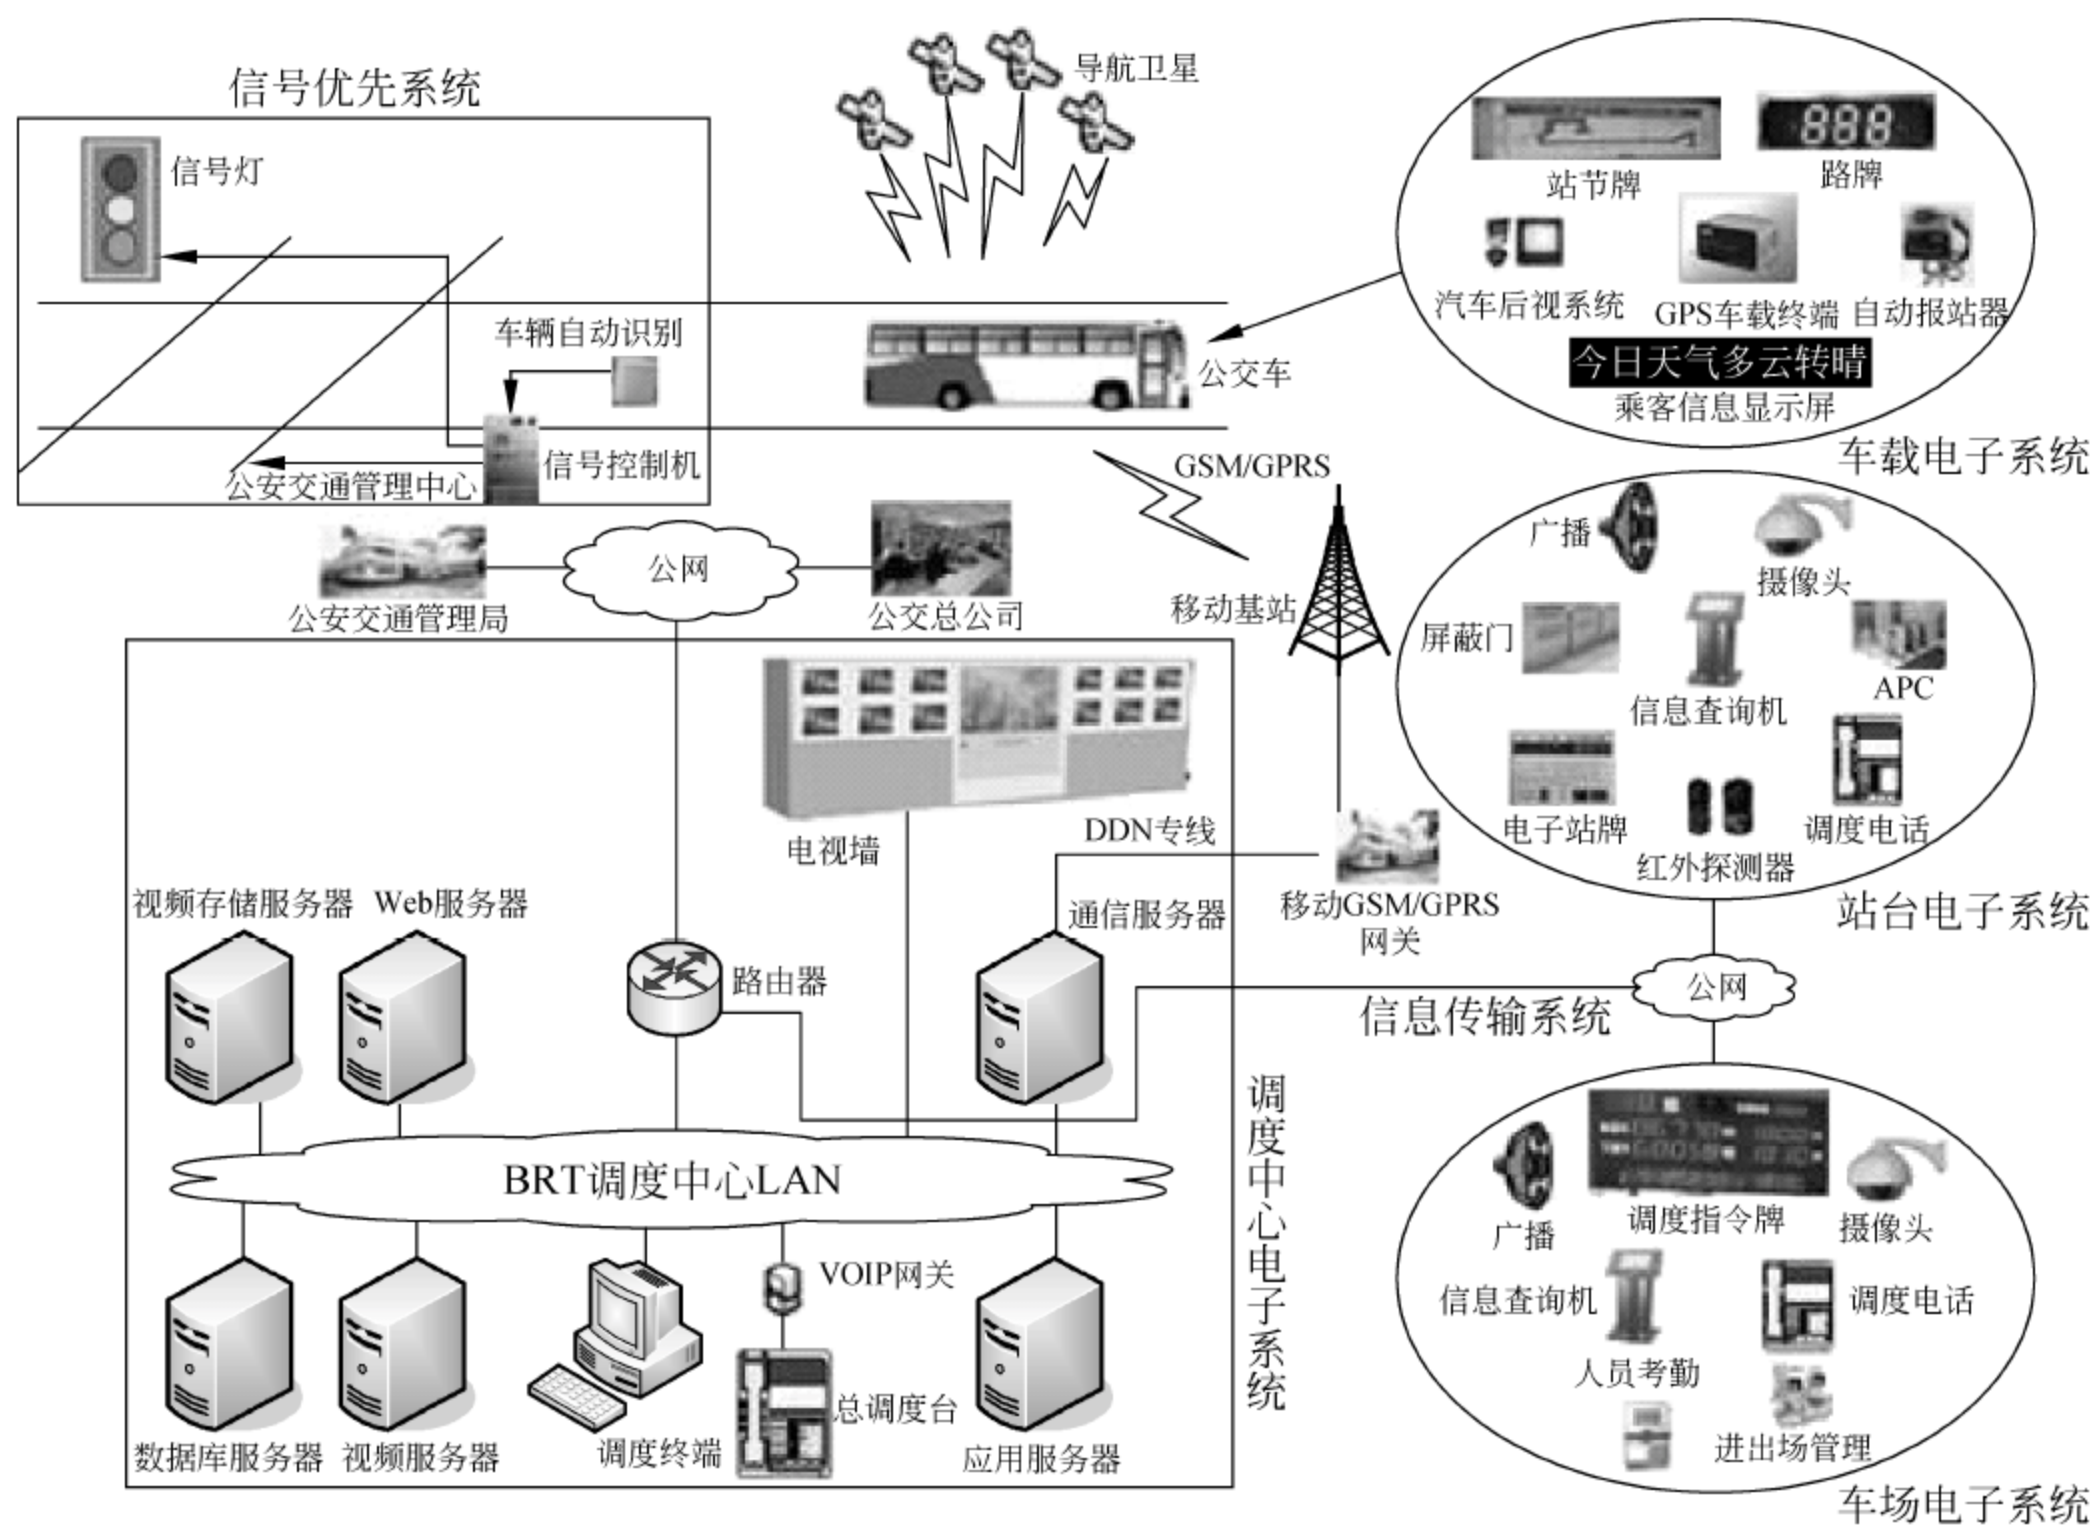 信号优先系统
信号灯
车辆自动识别
信号控制机
公安交通管理中心
导航卫星
公交车
站节牌
路牌
888
汽车后视系统
GPS车载终端
自动报站器
今日天气多云转晴
乘客信息显示屏
车载电子系统
GSM/GPRS
移动基站
公安交通管理局
公网
公交总公司
广播
摄像头
屏蔽门
信息查询机
APC
电子站牌
红外探测器
调度电话
站台电子系统
电视墙
DDN专线
移动GSM/GPRS
网关
视频存储服务器
Web服务器
路由器
通信服务器
公网
信息传输系统
调度中心电子系统
BRT调度中心LAN
VOIP网关
总调度台
数据库服务器
视频服务器
调度终端
应用服务器
广播
调度指令牌
摄像头
信息查询机
调度电话
人员考勤
进出场管理
车场电子系统